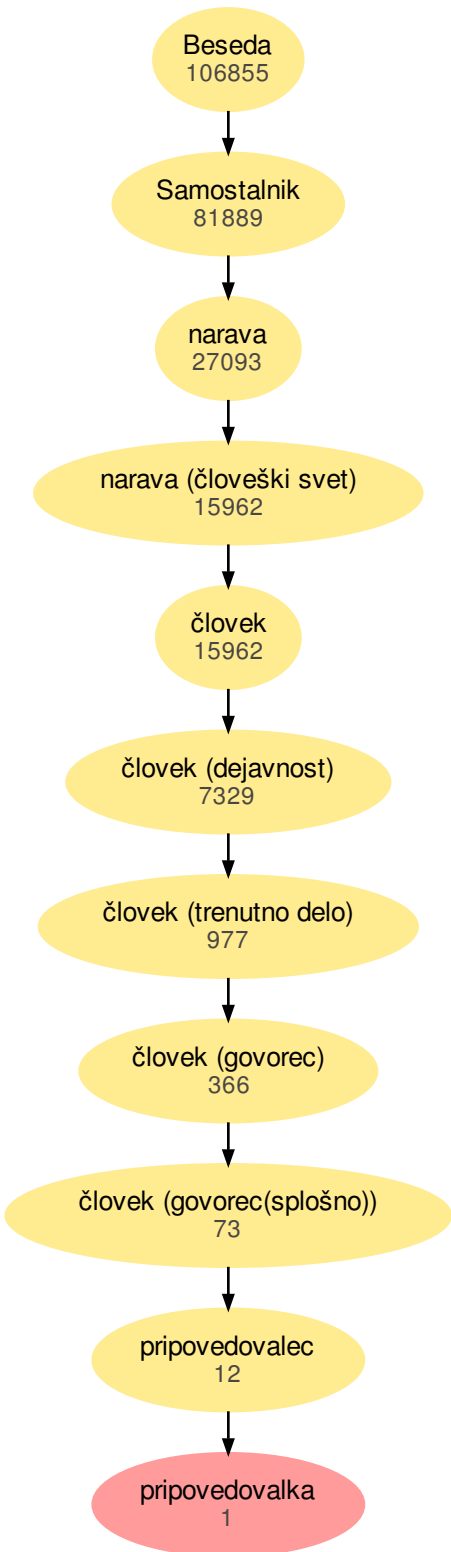 Beseda
106855
Samostalnik
81889
narava
27093
narava (človeški svet)
15962
človek
15962
človek (dejavnost)
7329
človek (trenutno delo)
977
človek (govorec)
366
človek (govorec(splošno))
73
pripovedovalec
12
pripovedovalka
1